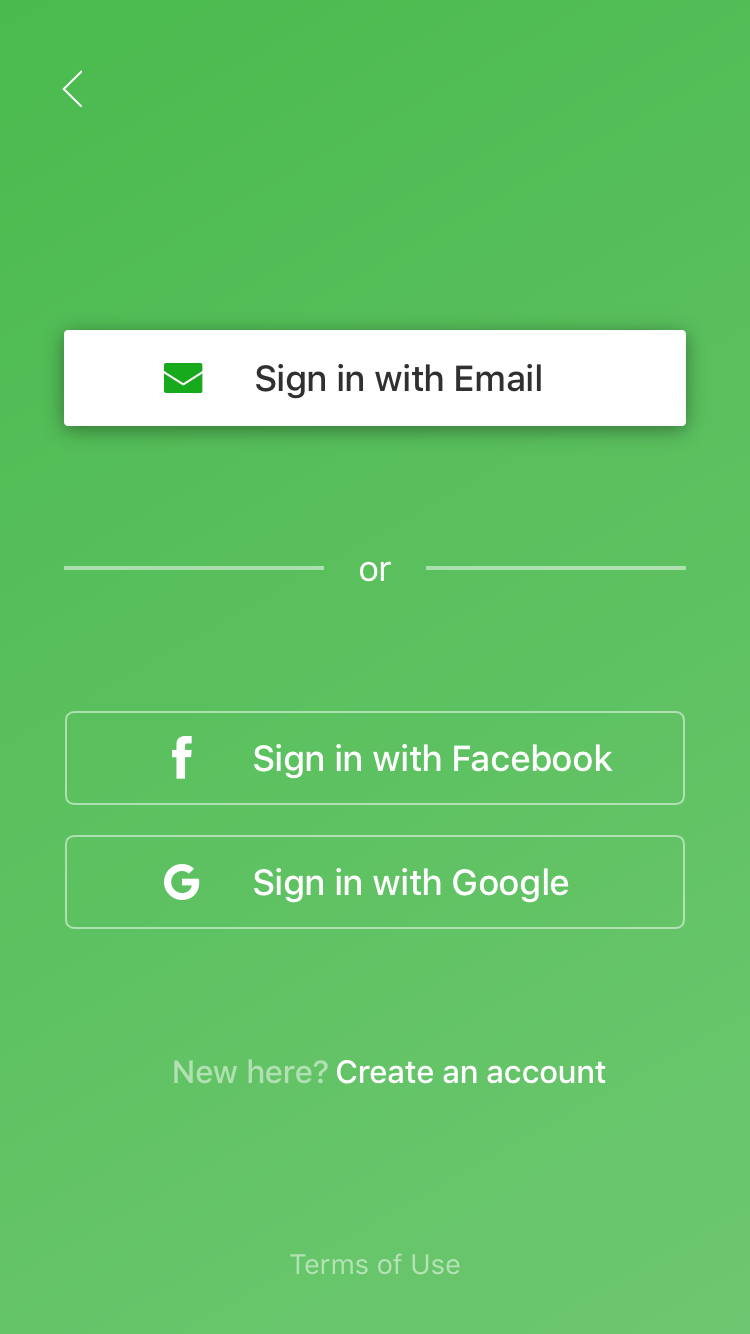 Sign in with Email
or
Sign in with Facebook
Sign in with Google
New here? Create an account
Terms of Use